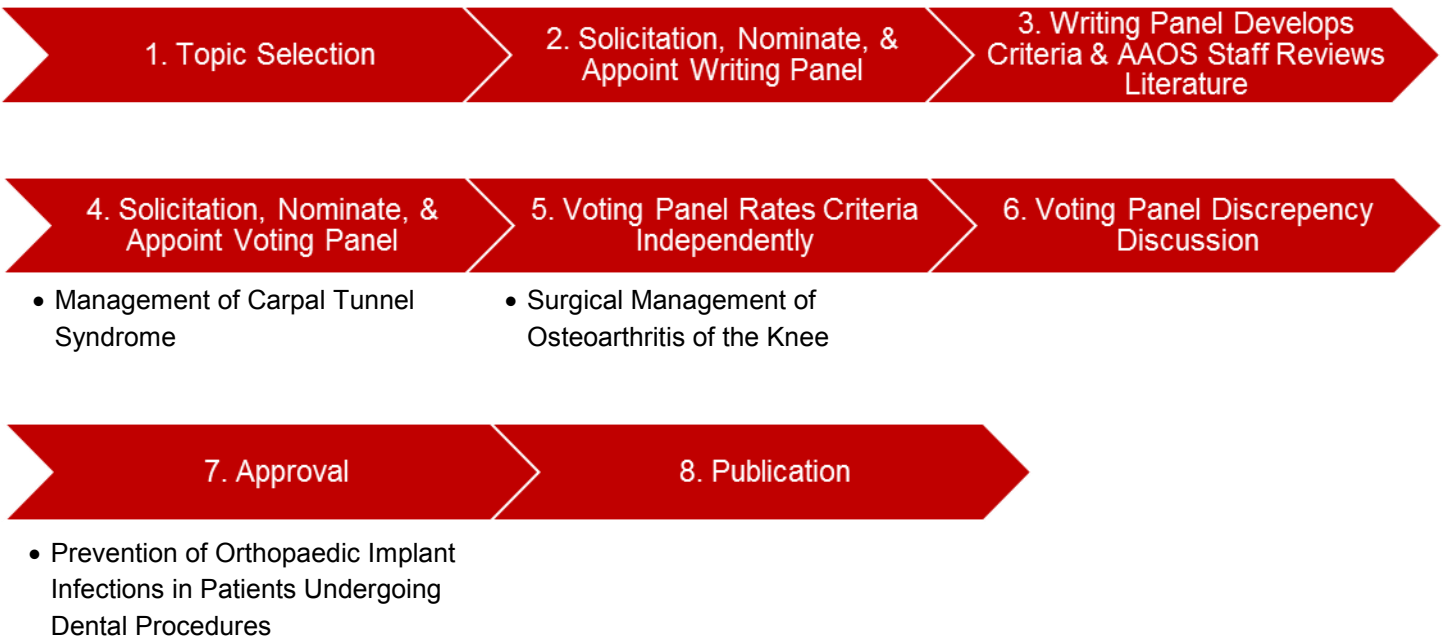 1. Topic Selection
2. Solicitation, Nominate, &
Appoint Writing Panel
3. Writing Panel Develops
Criteria & AAOS Staff Reviews
Literature
4. Solicitation, Nominate, &
Appoint Voting Panel
5. Voting Panel Rates Criteria
Independently
6. Voting Panel Discrepency
Discussion
• Management of Carpal Tunnel
Syndrome
• Surgical Management of
Osteoarthritis of the Knee
7. Approval
8. Publication
• Prevention of Orthopaedic Implant
Infections in Patients Undergoing
Dental Procedures